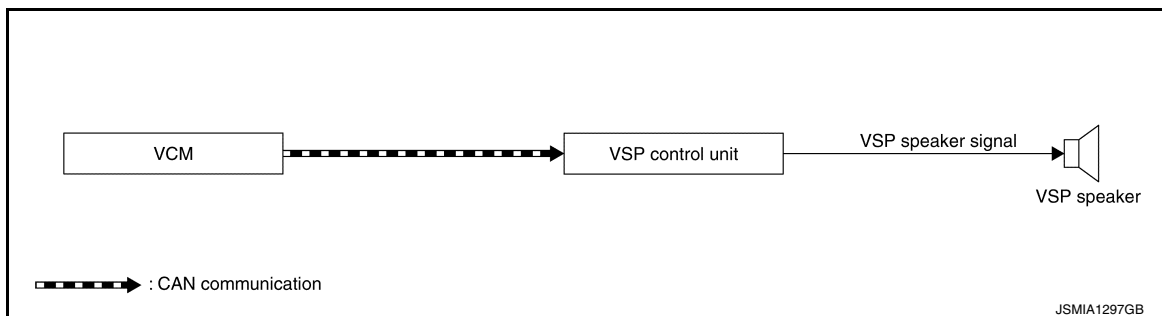 VCM
VSP control unit
VSP speaker signal
VSP speaker
: CAN communication
JSMIA1297GB